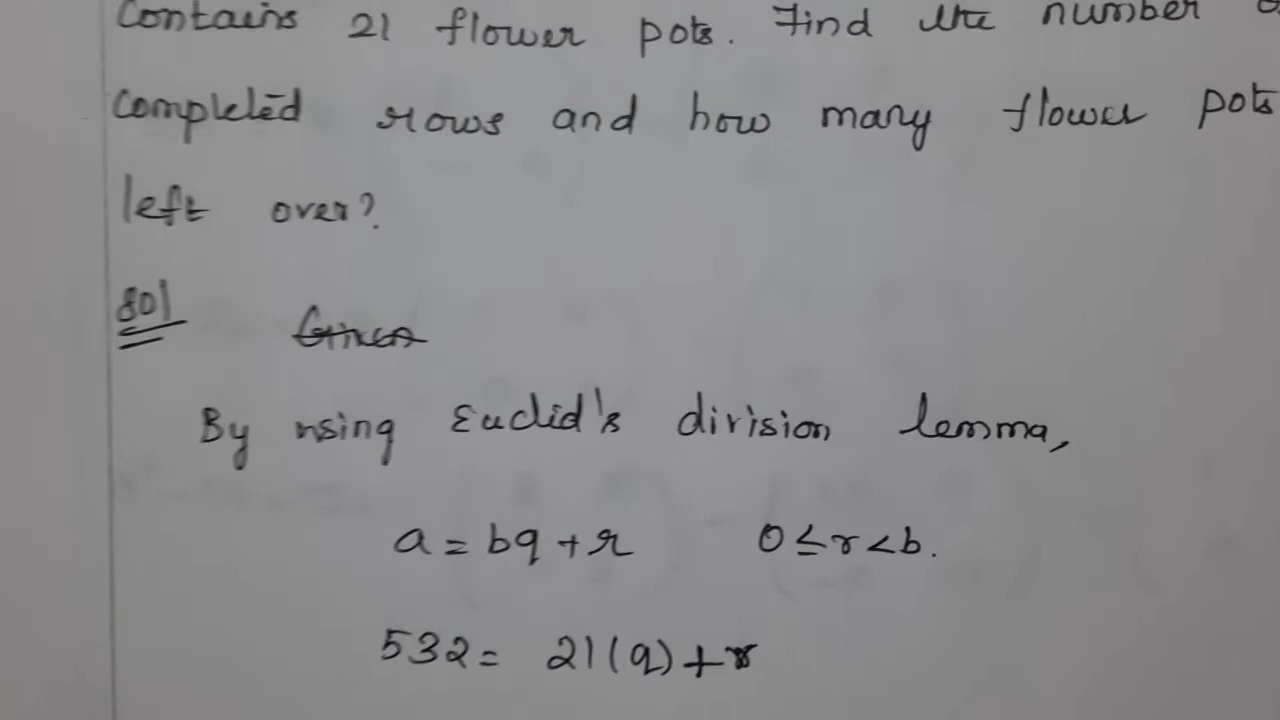 Contains 21 flower pots. Find the number
completed rows and how many flower pots
left over?
Sol
Given
By using Euclid's division lemma,
a = bq + r 0 ≤ r < b.
532 = 21(q) + r